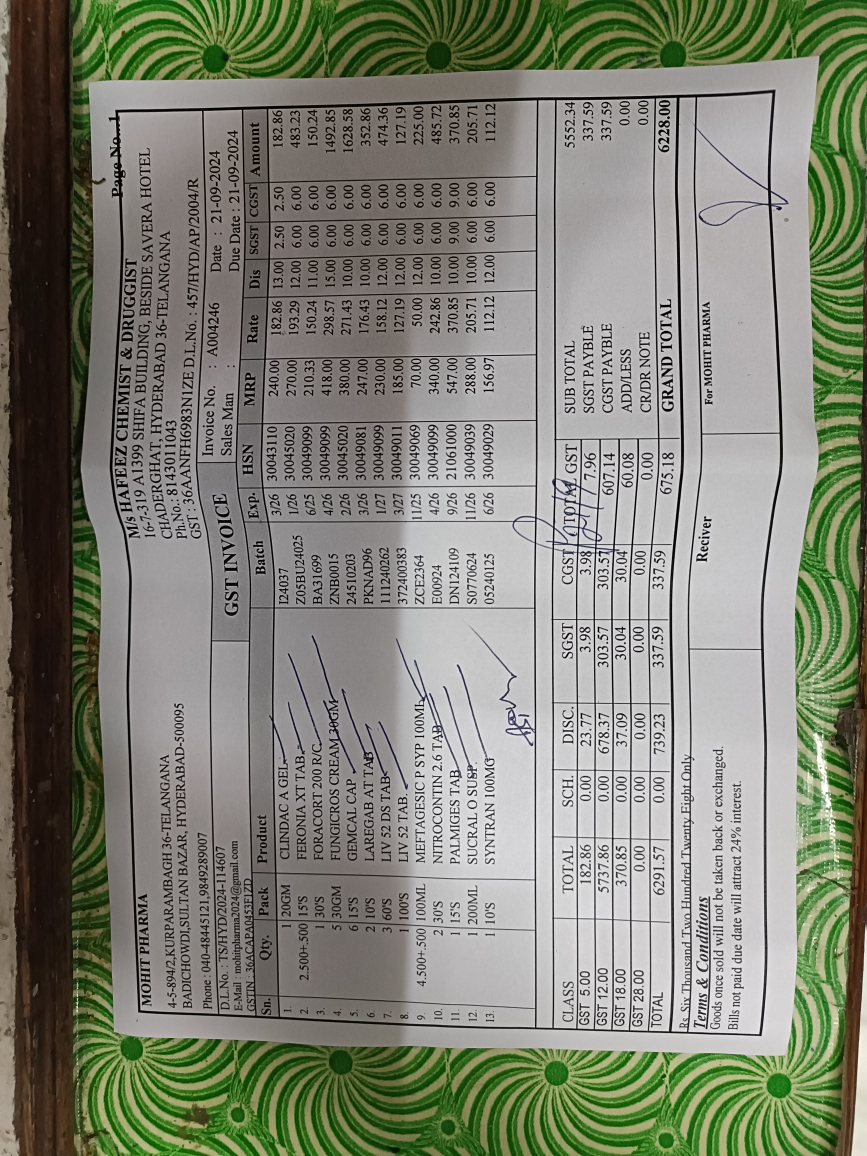 Page No...1
MOHIT PHARMA
4-5-894/2,KURPARAMBAGH 36-TELANGANA
BADICHOWDI,SULTAN BAZAR, HYDERABAD-500095
Phone : 040-48445121,9849289007
D.L.No. : TS/HYD/2024-114607
E-Mail : mohitpharma2024@gmail.com
GSTIN : 36ACAPA0453F1ZD
M/s HAFEEZ CHEMIST & DRUGGIST
16-7-319 A1399 SHIFA BUILDING, BESIDE SAVERA HOTEL
CHADERGHAT, HYDERABAD 36-TELANGANA
Ph.No.: 8143011043
GST : 36AANFH6983N1ZE D.L.No. : 457/HYD/AP/2004/R
GST INVOICE
Invoice No. : A004246 Date : 21-09-2024
Sales Man : Due Date : 21-09-2024
Sn. Qty. Pack Product Batch Exp. HSN MRP Rate Dis SGST CGST Amount
1. 1 20GM CLINDAC A GEL I24037 3/26 30043110 240.00 182.86 13.00 2.50 2.50 182.86
2. 2.500+.500 15'S FERONIA XT TAB. Z05BU24025 1/26 30045020 270.00 193.29 12.00 6.00 6.00 483.23
3. 1 30'S FORACORT 200 R/C BA31699 6/25 30049099 210.33 150.24 11.00 6.00 6.00 150.24
4. 5 30GM FUNGICROS CREAM 30GM ZNB0015 4/26 30049099 418.00 298.57 15.00 6.00 6.00 1492.85
5. 6 15'S GEMCAL CAP 24510203 2/26 30045020 380.00 271.43 10.00 6.00 6.00 1628.58
6. 2 10'S LAREGAB AT TAB PKNAD96 3/26 30049081 247.00 176.43 10.00 6.00 6.00 352.86
7. 3 60'S LIV 52 DS TAB 111240262 1/27 30049099 230.00 158.12 12.00 6.00 6.00 474.36
8. 1 100'S LIV 52 TAB. 372400383 3/27 30049011 185.00 127.19 12.00 6.00 6.00 127.19
9. 4.500+.500 100ML MEFTAGESIC P SYP 100ML ZCE2364 11/25 30049069 70.00 50.00 12.00 6.00 6.00 225.00
10. 2 30'S NITROCONTIN 2.6 TAB E00924 4/26 30049099 340.00 242.86 10.00 6.00 6.00 485.72
11. 1 15'S PALMIGES TAB DN124109 9/26 21061000 547.00 370.85 10.00 9.00 9.00 370.85
12. 1 200ML SUCRAL O SUSP. S0770624 11/26 30049039 288.00 205.71 10.00 6.00 6.00 205.71
13. 1 10'S SYNTRAN 100MG 05240125 6/26 30049029 156.97 112.12 12.00 6.00 6.00 112.12
CLASS TOTAL SCH. DISC. SGST CGST TOTAL GST
GST 5.00 182.86 0.00 23.77 3.98 3.98 7.96
GST 12.00 5737.86 0.00 678.37 303.57 303.57 607.14
GST 18.00 370.85 0.00 37.09 30.04 30.04 60.08
GST 28.00 0.00 0.00 0.00 0.00 0.00 0.00
TOTAL 6291.57 0.00 739.23 337.59 337.59 675.18
SUB TOTAL 5552.34
SGST PAYBLE 337.59
CGST PAYBLE 337.59
ADD/LESS 0.00
CR/DR NOTE 0.00
GRAND TOTAL 6228.00
Rs. Six Thousand Two Hundred Twenty Eight Only
Terms & Conditions
Goods once sold will not be taken back or exchanged.
Bills not paid due date will attract 24% interest.
Reciver
For MOHIT PHARMA